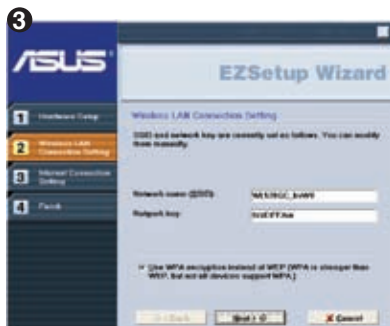 3
ASUS
EZSetup Wizard
1 Hardware Setup
2 Wireless LAN
Connection Setting
3 Internet Connection
Setting
4 Finish
Wireless LAN Connection Setting
SSID and network key are currently set as follows. You can modify
them manually.
Network name (SSID):
Network key:
Use WPA encryption instead of WEP (WPA is stronger than
WEP, but not all devices support WPA.)
< Back
Next >
Cancel